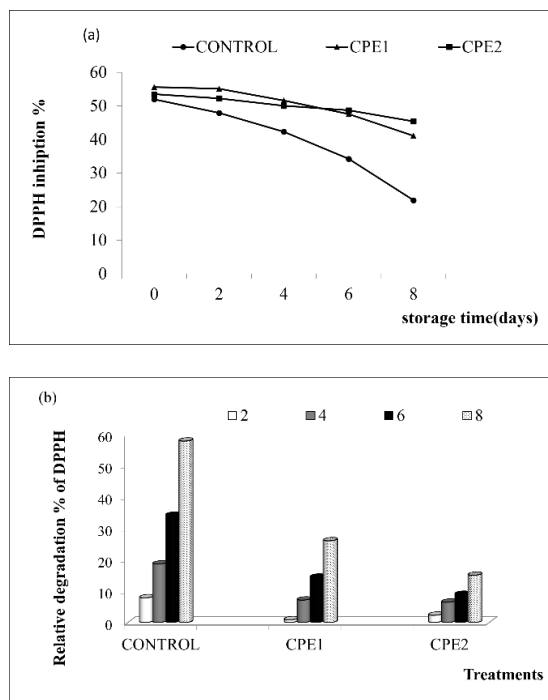 (a)
CONTROL CPE1 CPE2
60
50
40
30
20
10
0
0 2 4 6 8
DPPH inhiption %
storage time(days)
(b)
2 4 6 8
60
50
40
30
20
10
0
Relative degradation % of DPPH
CONTROL CPE1 CPE2
Treatments